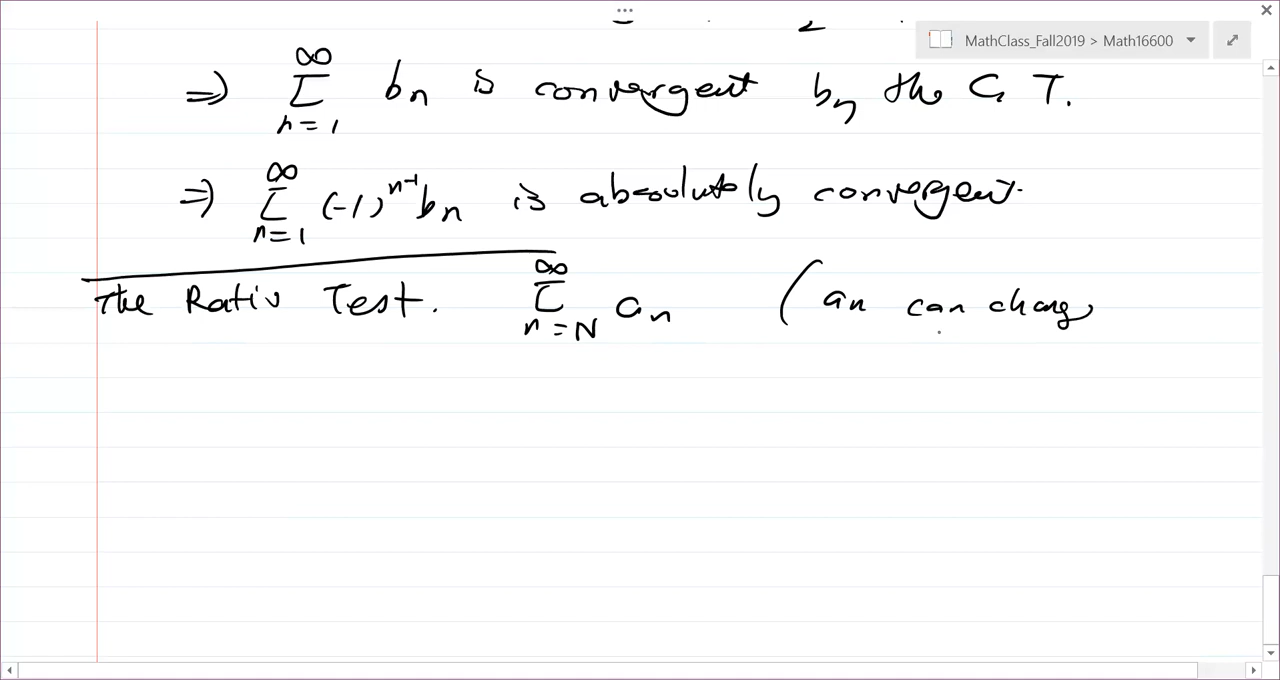 MathClass_Fall2019 > Math16600
⇒ ∞ Σ n=1 bn is convergent by the C T.
⇒ ∞ Σ n=1 (-1)^{n-1} bn is absolutely convergent.
The Ratio Test. ∞ Σ n=N an (an can chang